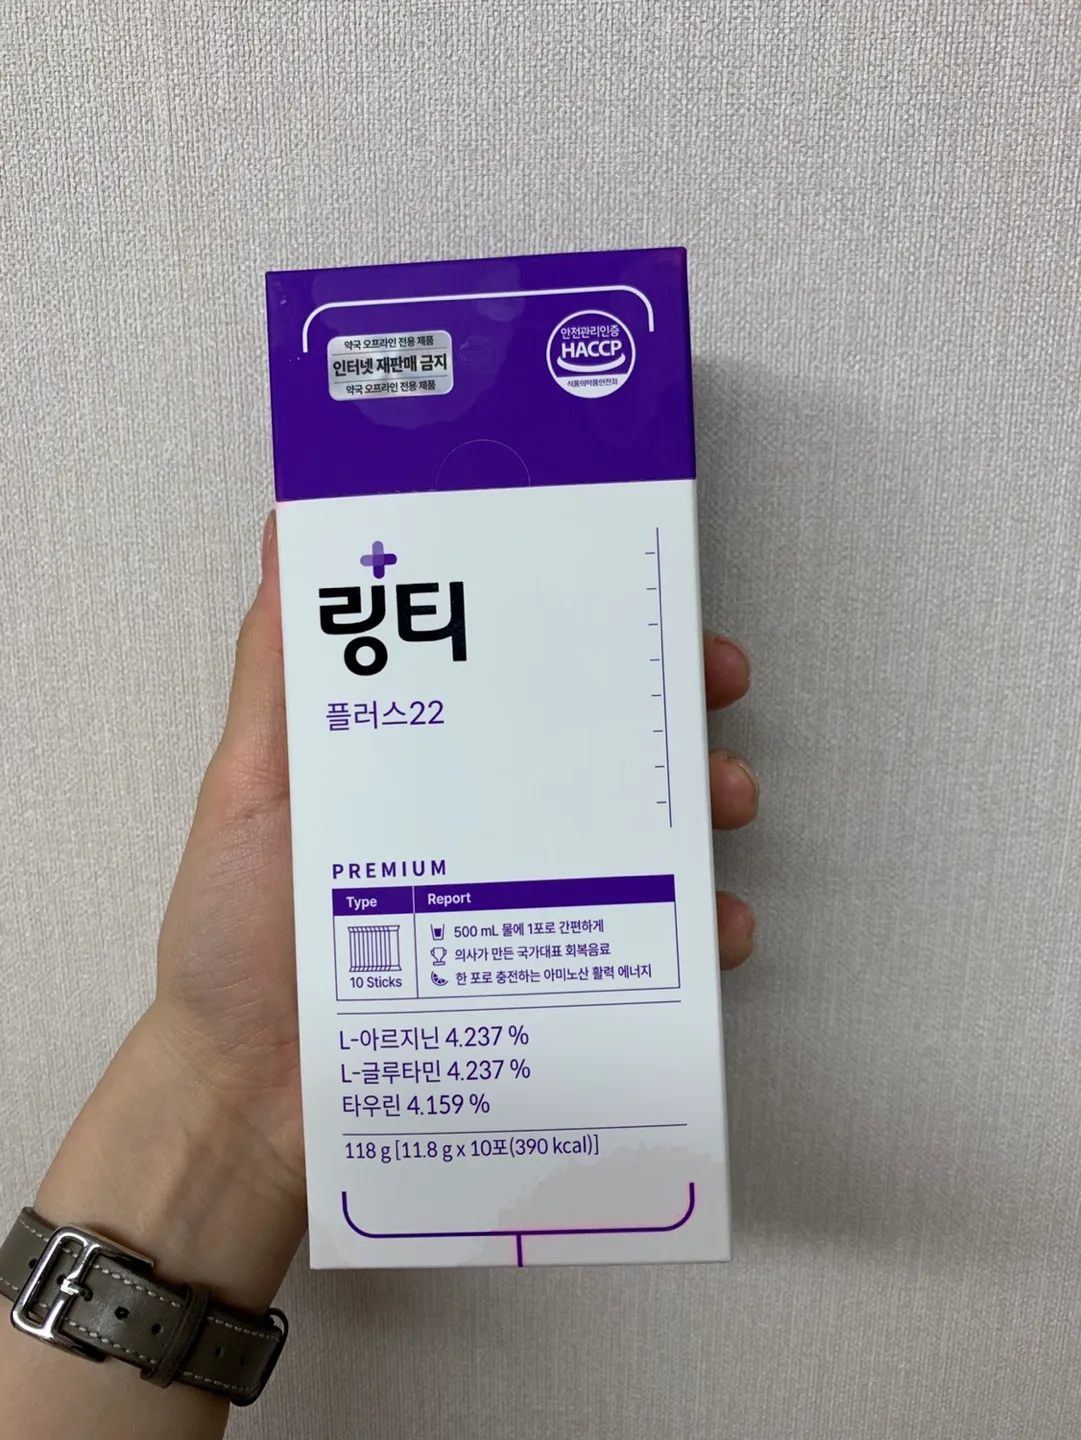 약국 오프라인 전용 제품
인터넷 재판매 금지
약국 오프라인 전용 제품
안전관리인증
HACCP
식품의약품안전처
링티
플러스22
PREMIUM
Type
Report
10 Sticks
500 mL 물에 1포로 간편하게
의사가 만든 국가대표 회복음료
한 포로 충전하는 아미노산 활력 에너지
L-아르지닌 4.237 %
L-글루타민 4.237 %
타우린 4.159 %
118 g [11.8 g x 10포(390 kcal)]